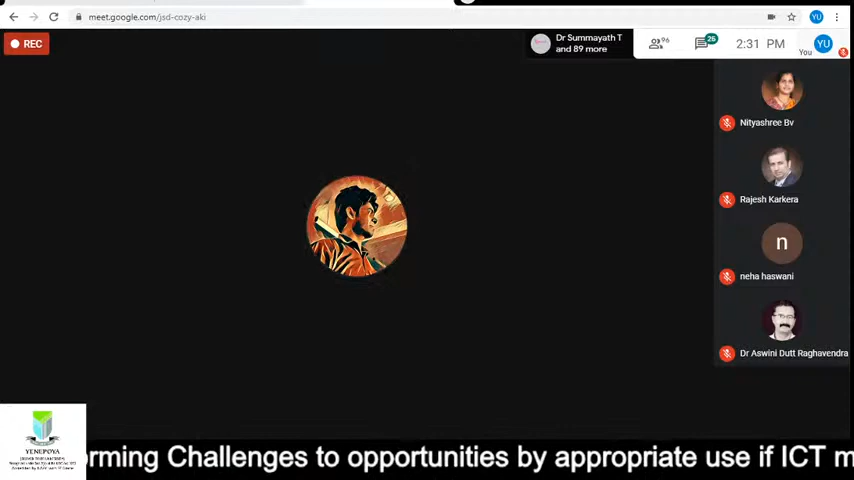 meet.google.com/jsd-cozy-aki
YU
REC
Dr Summayath T
and 89 more
96
26
2:31 PM
You
YU
Nityashree Bv
Rajesh Karkera
n
neha haswani
Dr Aswini Dutt Raghavendra
YENEPOYA
orming Challenges to opportunities by appropriate use if ICT m